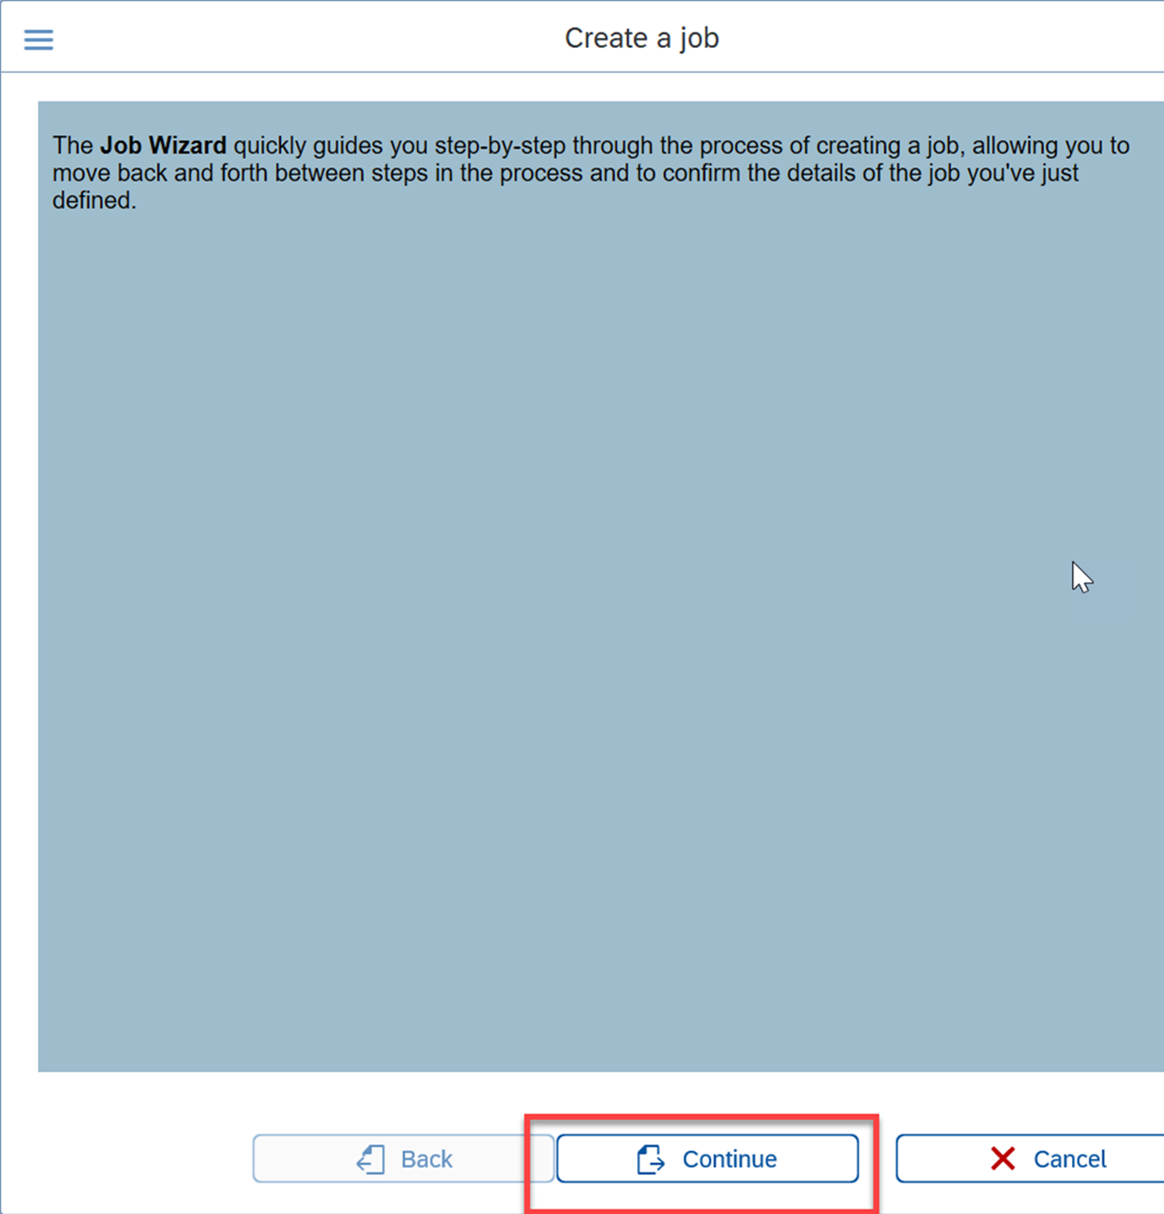 Create a job
The Job Wizard quickly guides you step-by-step through the process of creating a job, allowing you to
move back and forth between steps in the process and to confirm the details of the job you've just
defined.
Back
Continue
Cancel